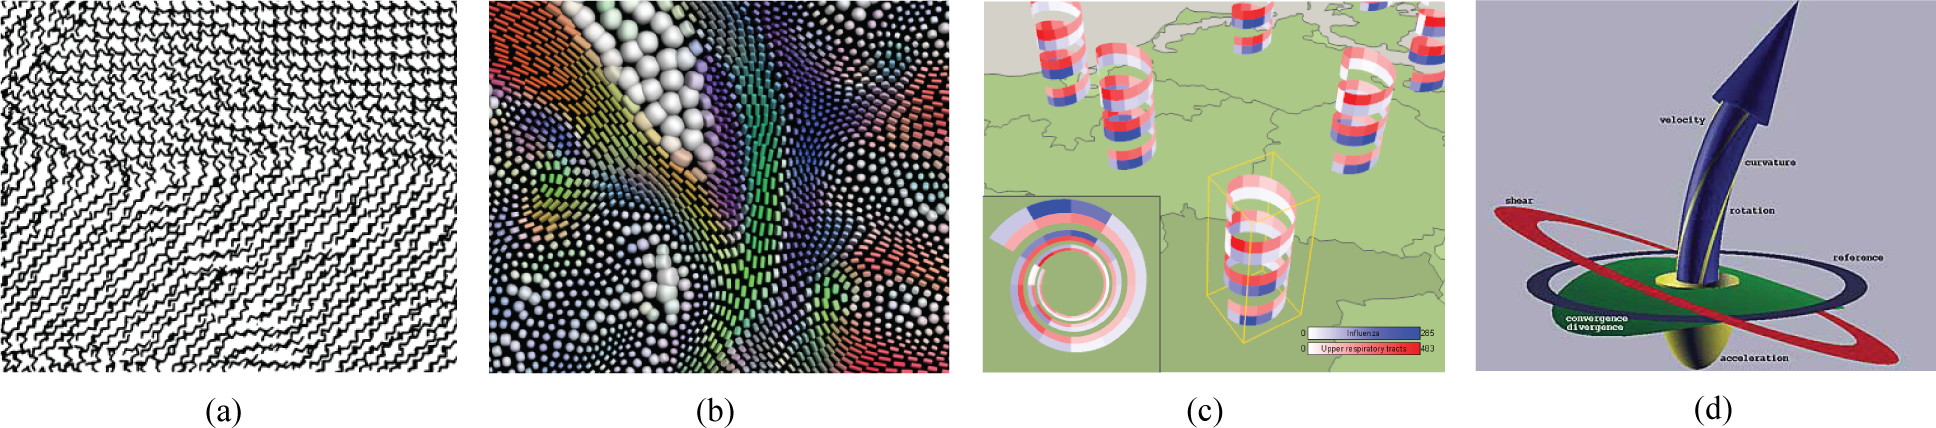 0 Influenza 285
0 Upper respiratory tracts 483
velocity
curvature
rotation
shear
reference
convergence
divergence
acceleration
(a) (b) (c) (d)